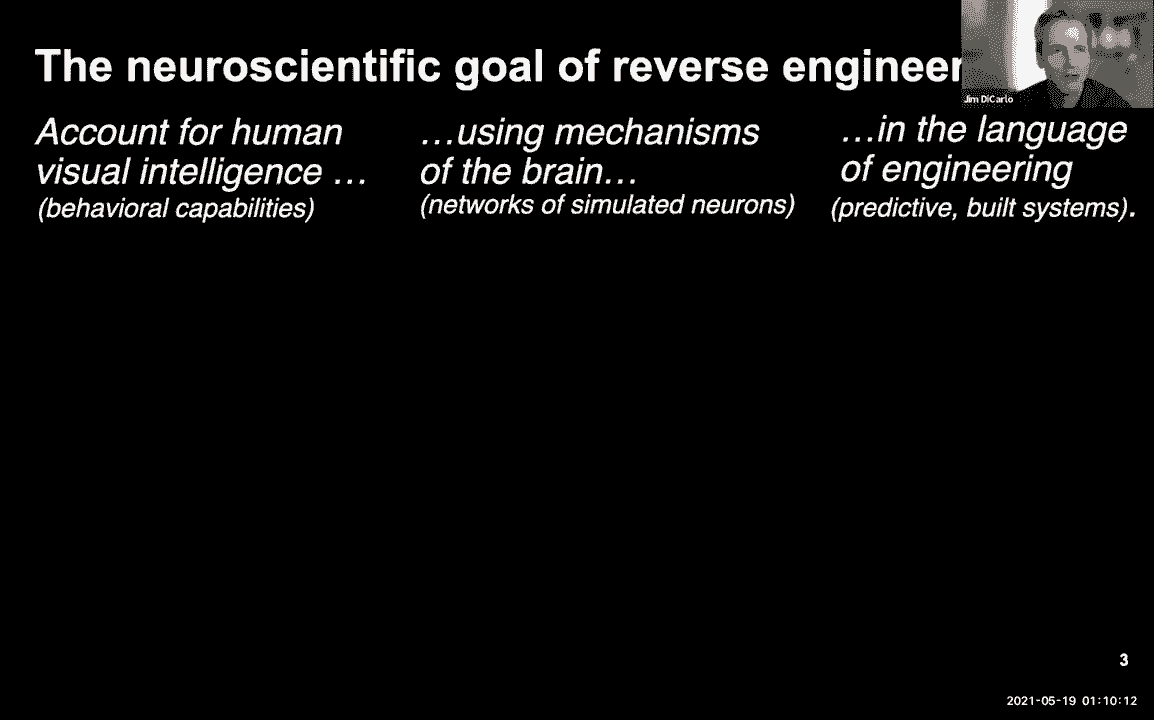 The neuroscientific goal of reverse engineer
Jim DiCarlo
Account for human
visual intelligence …
(behavioral capabilities)
…using mechanisms
of the brain…
(networks of simulated neurons)
…in the language
of engineering
(predictive, built systems).
3
2021-05-19 01:10:12